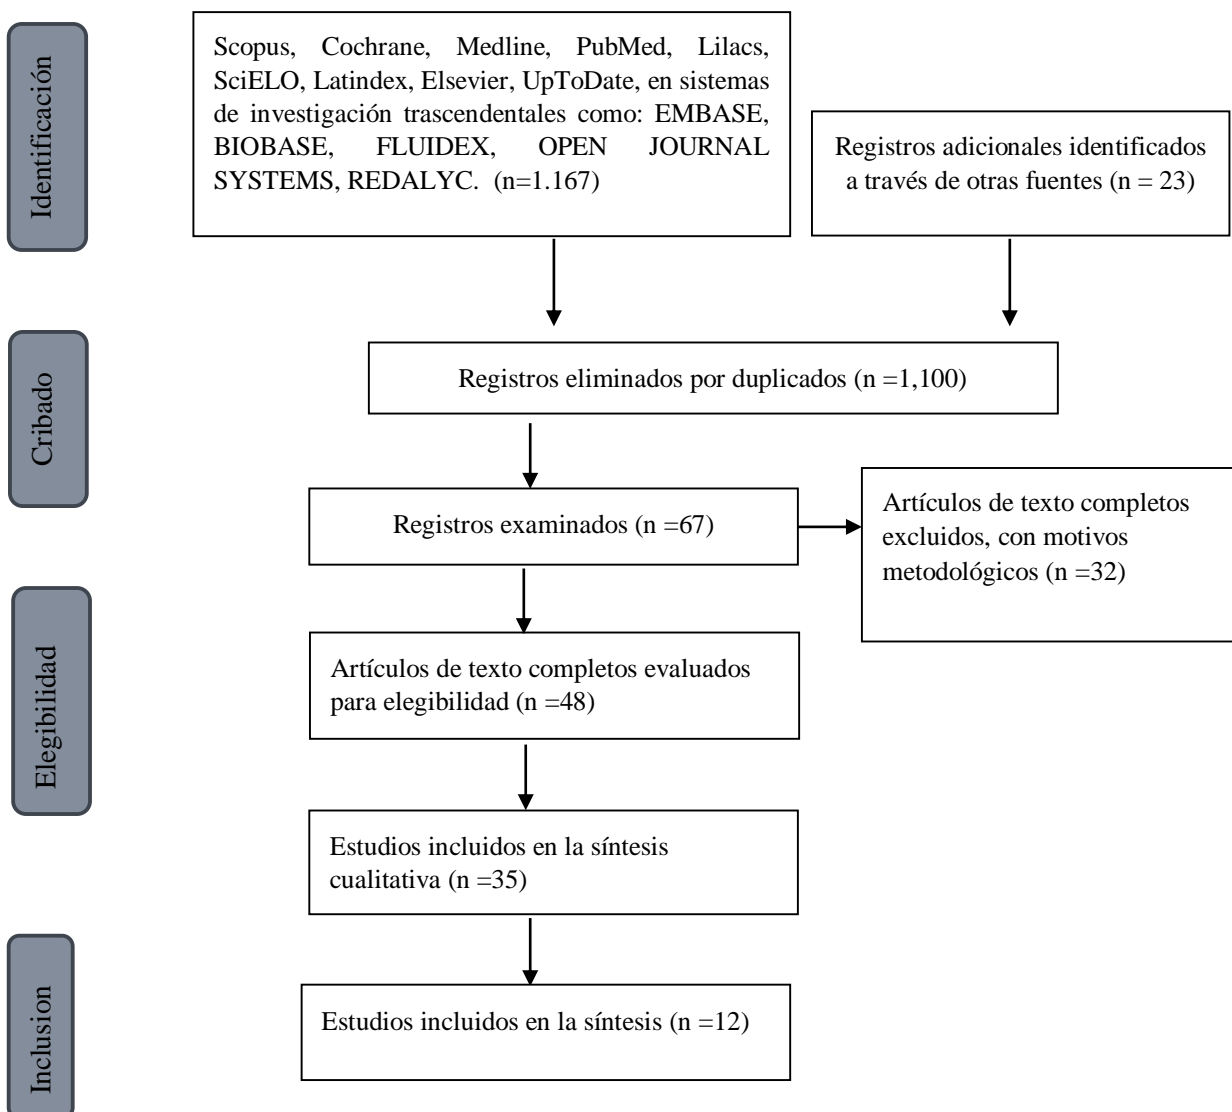 Identificación
Scopus, Cochrane, Medline, PubMed, Lilacs,
SciELO, Latindex, Elsevier, UpToDate, en sistemas
de investigación trascendentales como: EMBASE,
BIOBASE, FLUIDEX, OPEN JOURNAL
SYSTEMS, REDALYC. (n=1.167)
Registros adicionales identificados
a través de otras fuentes (n = 23)
Cribado
Registros eliminados por duplicados (n =1,100)
Registros examinados (n =67)
Artículos de texto completos
excluidos, con motivos
metodológicos (n =32)
Elegibilidad
Artículos de texto completos evaluados
para elegibilidad (n =48)
Estudios incluidos en la síntesis
cualitativa (n =35)
Inclusion
Estudios incluidos en la síntesis (n =12)